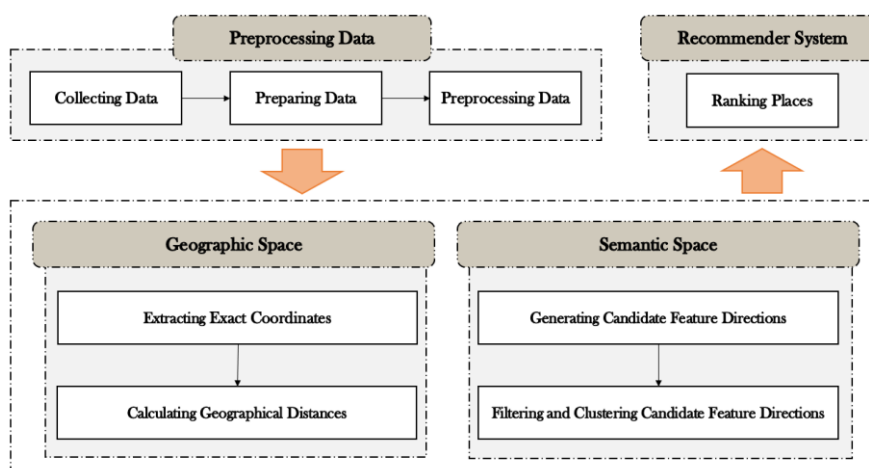 Preprocessing Data
Recommender System
Collecting Data
Preparing Data
Preprocessing Data
Ranking Places
Geographic Space
Semantic Space
Extracting Exact Coordinates
Generating Candidate Feature Directions
Calculating Geographical Distances
Filtering and Clustering Candidate Feature Directions